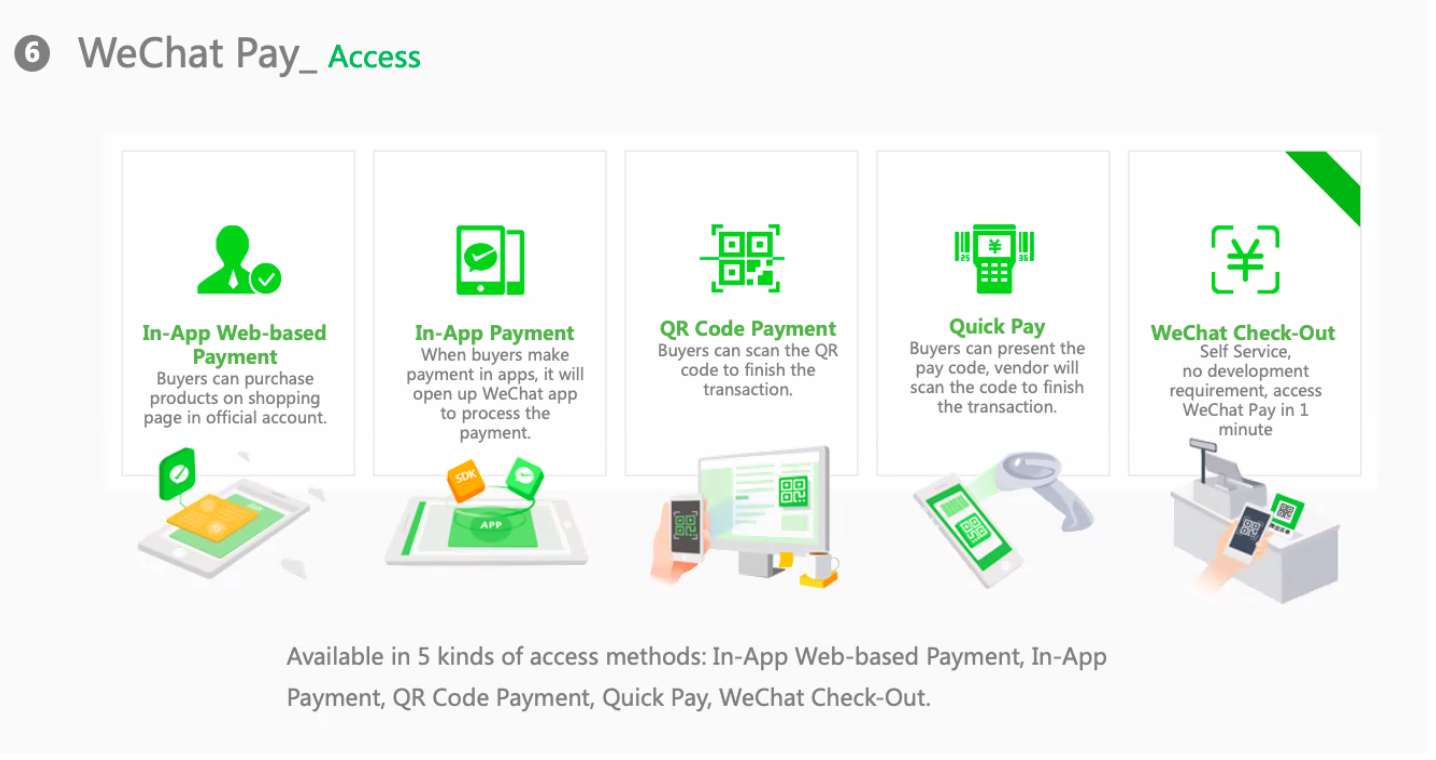 6 WeChat Pay_ Access
In-App Web-based
Payment
Buyers can purchase
products on shopping
page in official account.
In-App Payment
When buyers make
payment in apps, it will
open up WeChat app
to process the
payment.
QR Code Payment
Buyers can scan the QR
code to finish the
transaction.
¥
25
36
Quick Pay
Buyers can present the
pay code, vendor will
scan the code to finish
the transaction.
¥
WeChat Check-Out
Self Service,
no development
requirement, access
WeChat Pay in 1
minute
SDK
APP
Available in 5 kinds of access methods: In-App Web-based Payment, In-App
Payment, QR Code Payment, Quick Pay, WeChat Check-Out.